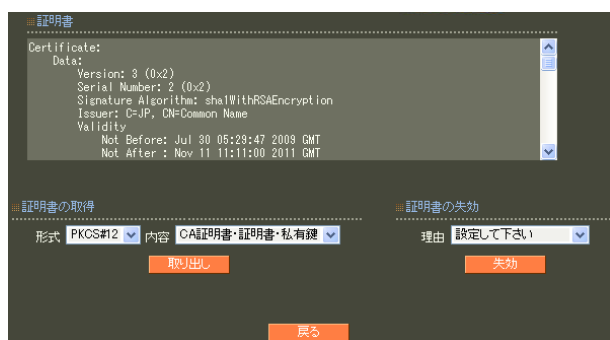 証明書
Certificate:
Data:
Version: 3 (0x2)
Serial Number: 2 (0x2)
Signature Algorithm: sha1WithRSAEncryption
Issuer: C=JP, CN=Common Name
Validity
Not Before: Jul 30 05:29:47 2009 GMT
Not After : Nov 11 11:11:00 2011 GMT
証明書の取得
形式 PKCS#12 内容 CA証明書・証明書・私有鍵
取り出し
証明書の失効
理由 設定して下さい
失効
戻る